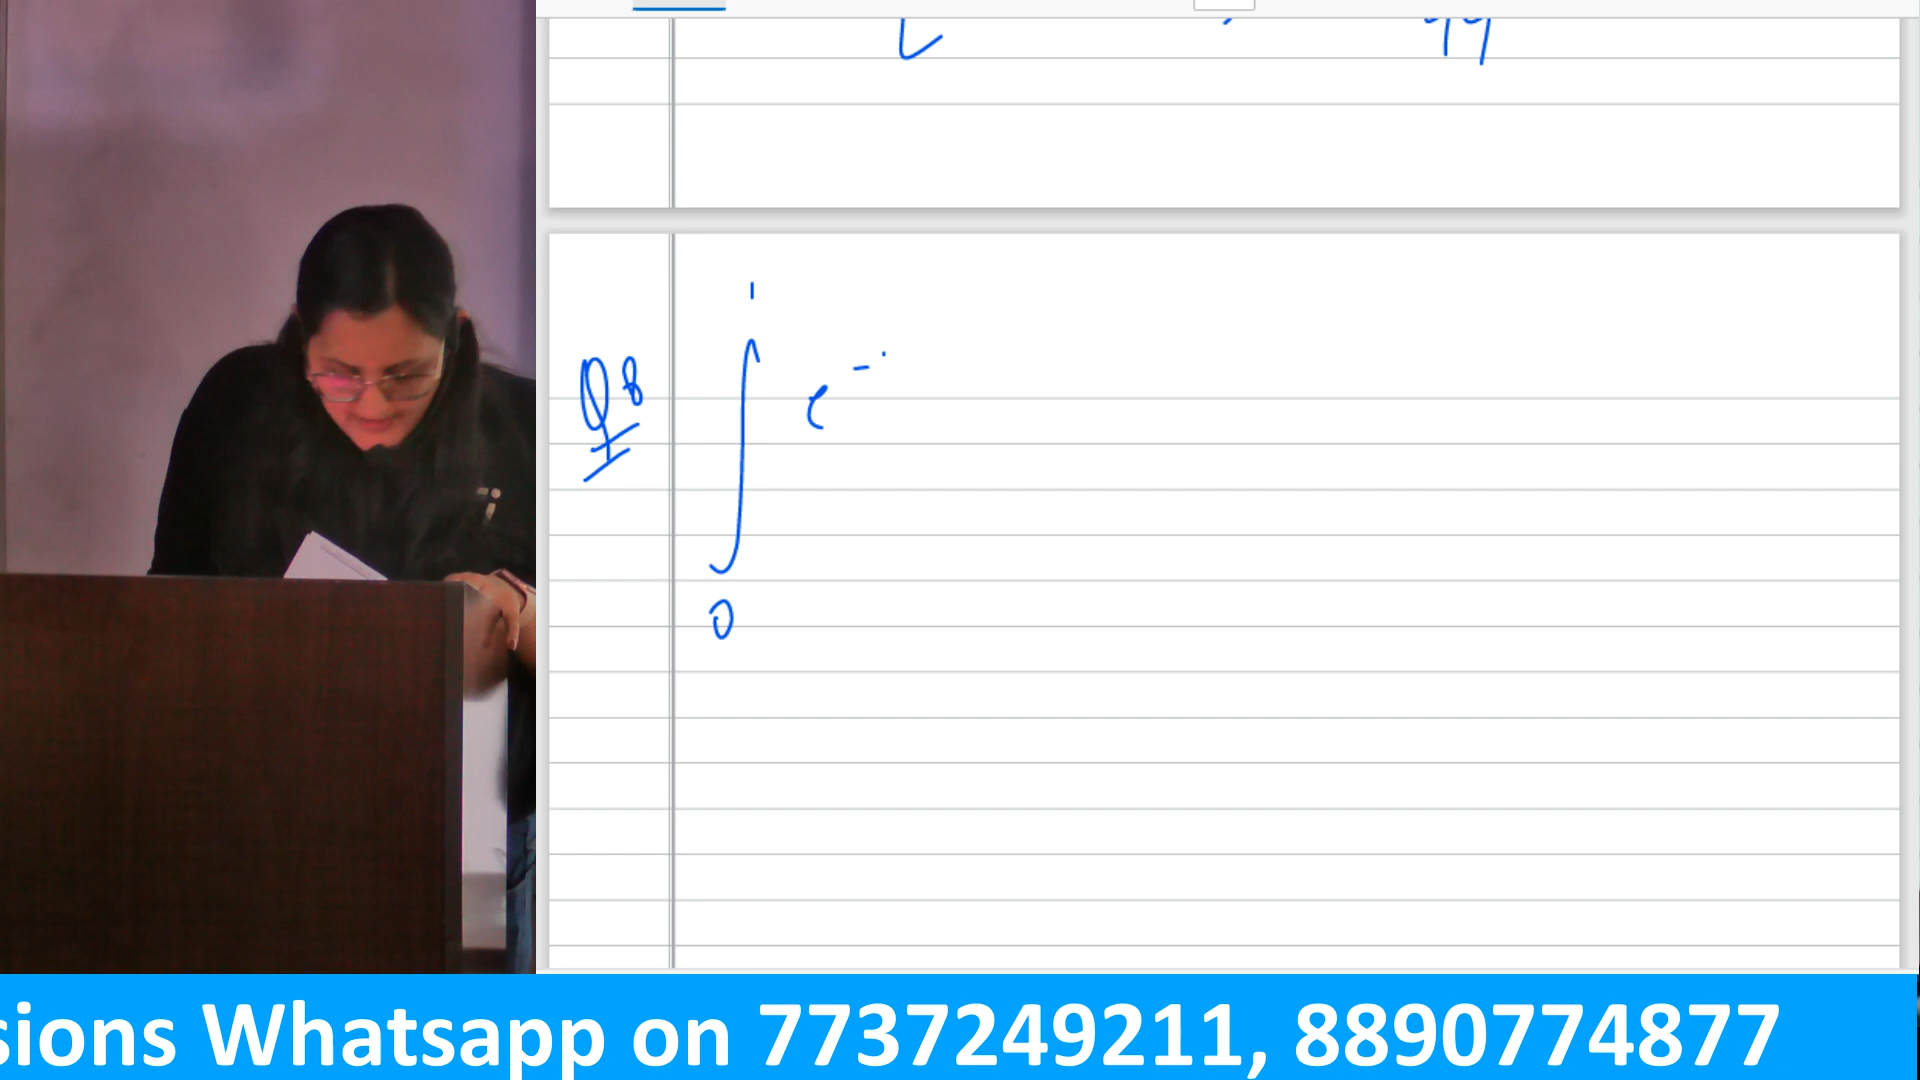 1
Q8 ∫ e^-
0
sions Whatsapp on 7737249211, 8890774877